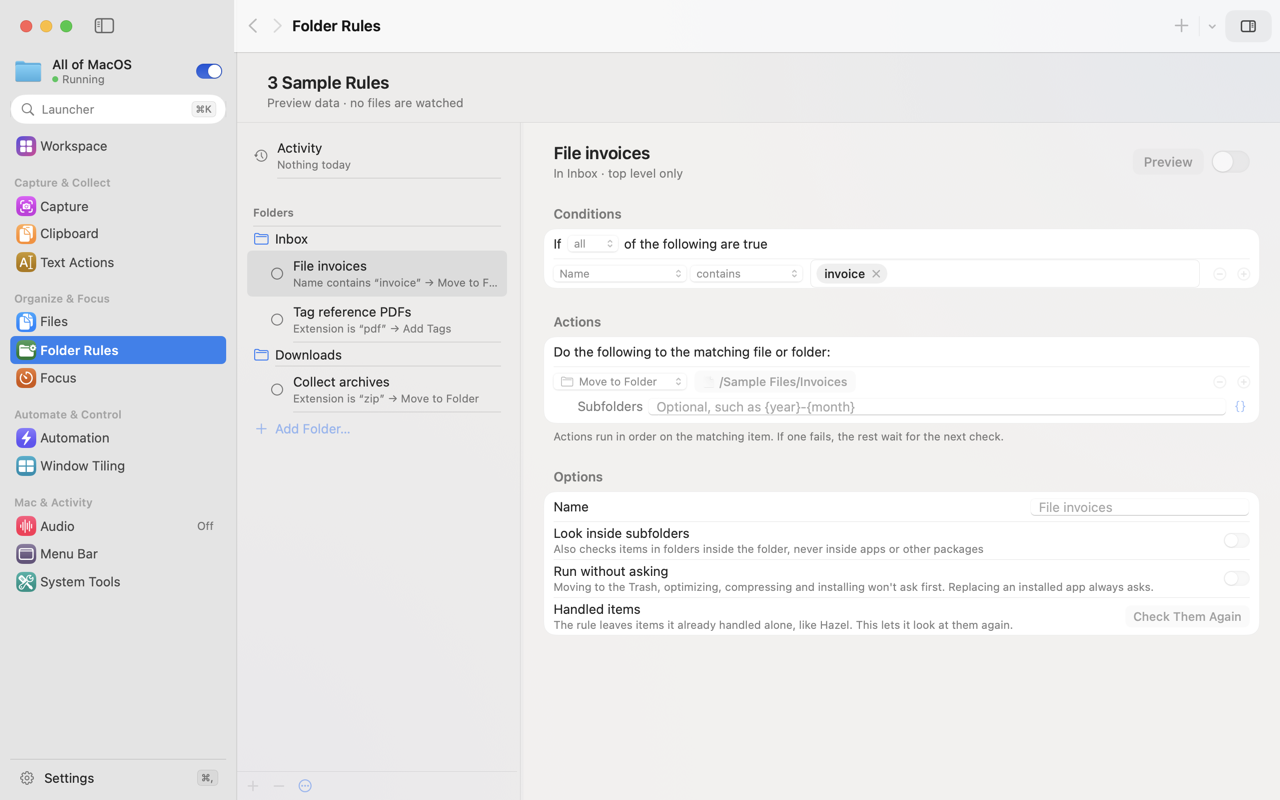 Folder Rules
All of MacOS
Running
Launcher ⌘K
Workspace
Capture & Collect
Capture
Clipboard
Text Actions
Organize & Focus
Files
Folder Rules
Focus
Automate & Control
Automation
Window Tiling
Mac & Activity
Audio Off
Menu Bar
System Tools
Settings ⌘,
3 Sample Rules
Preview data · no files are watched
Activity
Nothing today
Folders
Inbox
File invoices
Name contains “invoice” → Move to F...
Tag reference PDFs
Extension is “pdf” → Add Tags
Downloads
Collect archives
Extension is “zip” → Move to Folder
Add Folder...
File invoices
In Inbox · top level only
Preview
Conditions
If all of the following are true
Name contains invoice
Actions
Do the following to the matching file or folder:
Move to Folder /Sample Files/Invoices
Subfolders Optional, such as {year}-{month} {}
Actions run in order on the matching item. If one fails, the rest wait for the next check.
Options
Name File invoices
Look inside subfolders
Also checks items in folders inside the folder, never inside apps or other packages
Run without asking
Moving to the Trash, optimizing, compressing and installing won't ask first. Replacing an installed app always asks.
Handled items
The rule leaves items it already handled alone, like Hazel. This lets it look at them again.
Check Them Again